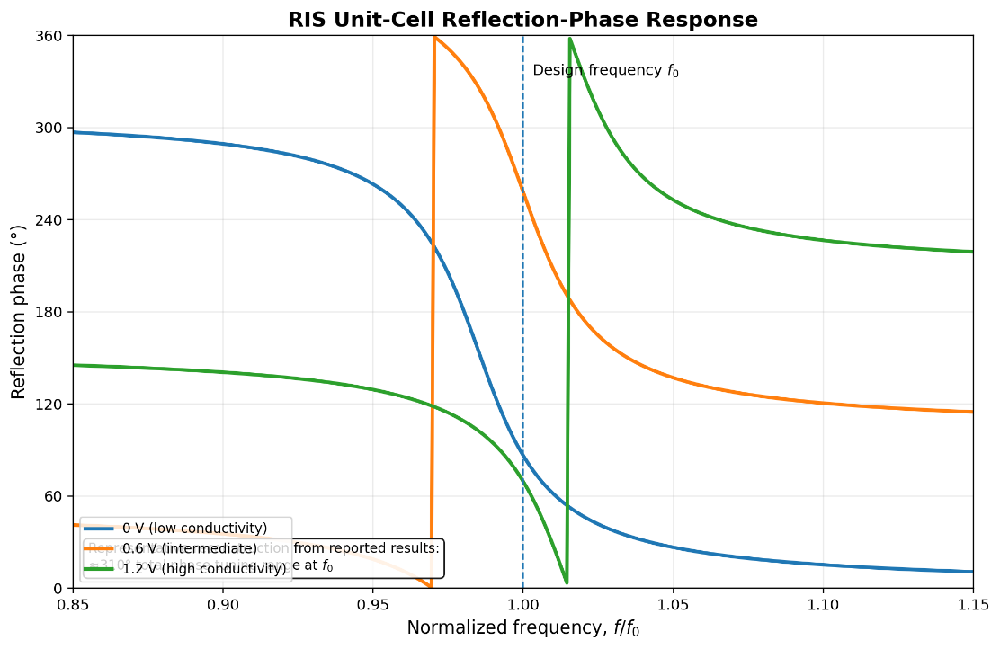 RIS Unit-Cell Reflection-Phase Response
Reflection phase (°)
360
300
240
180
120
60
0
Design frequency f₀
0 V (low conductivity)
0.6 V (intermediate)
1.2 V (high conductivity)
from reported results:
range at f₀
0.85
0.90
0.95
1.00
1.05
1.10
1.15
Normalized frequency, f/f₀